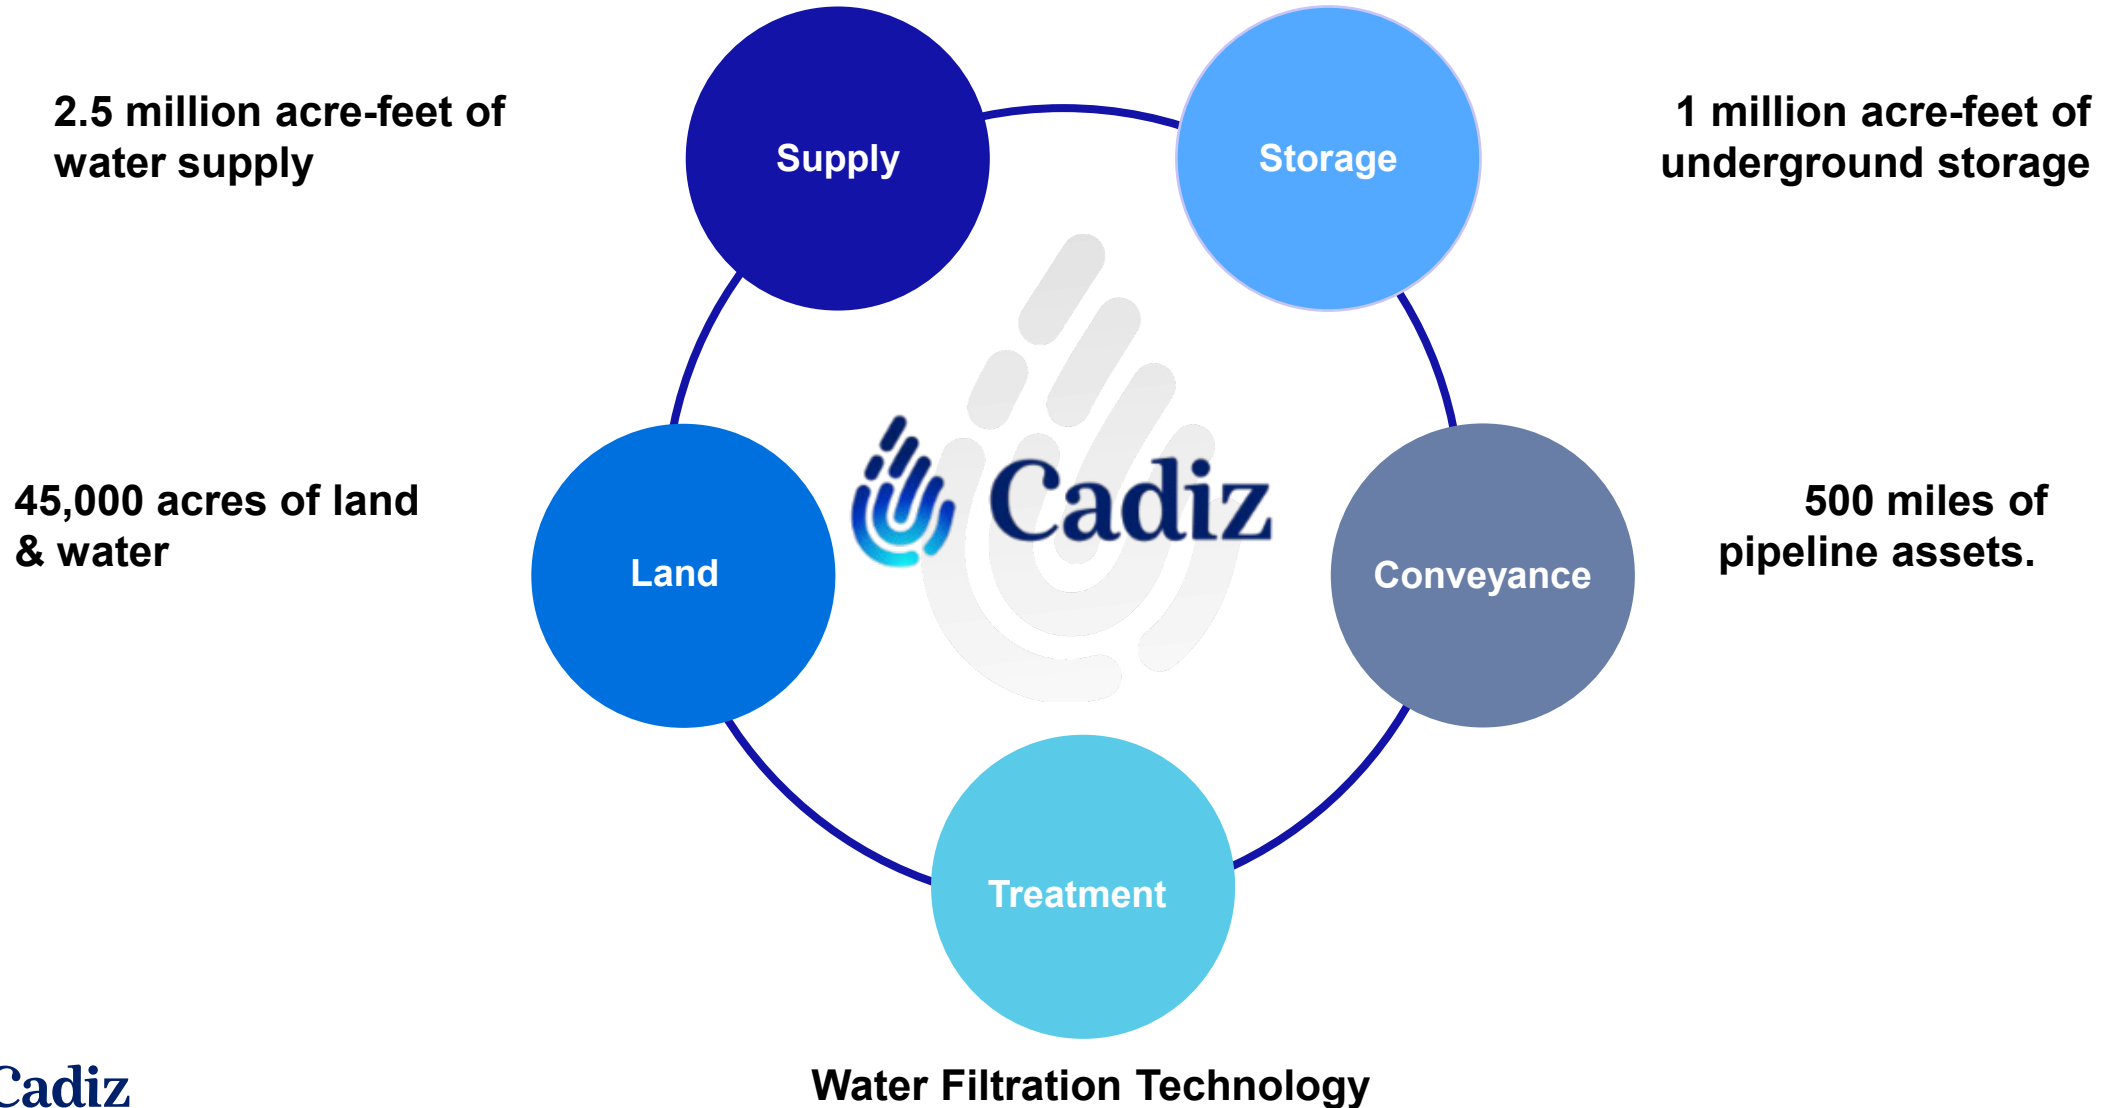 2.5 million acre-feet of
water supply
Supply
Storage
1 million acre-feet of
underground storage
45,000 acres of land
& water
Land
Cadiz
Conveyance
500 miles of
pipeline assets.
Treatment
Water Filtration Technology
Cadiz